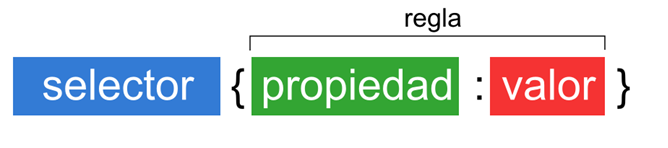 regla
selector { propiedad : valor }